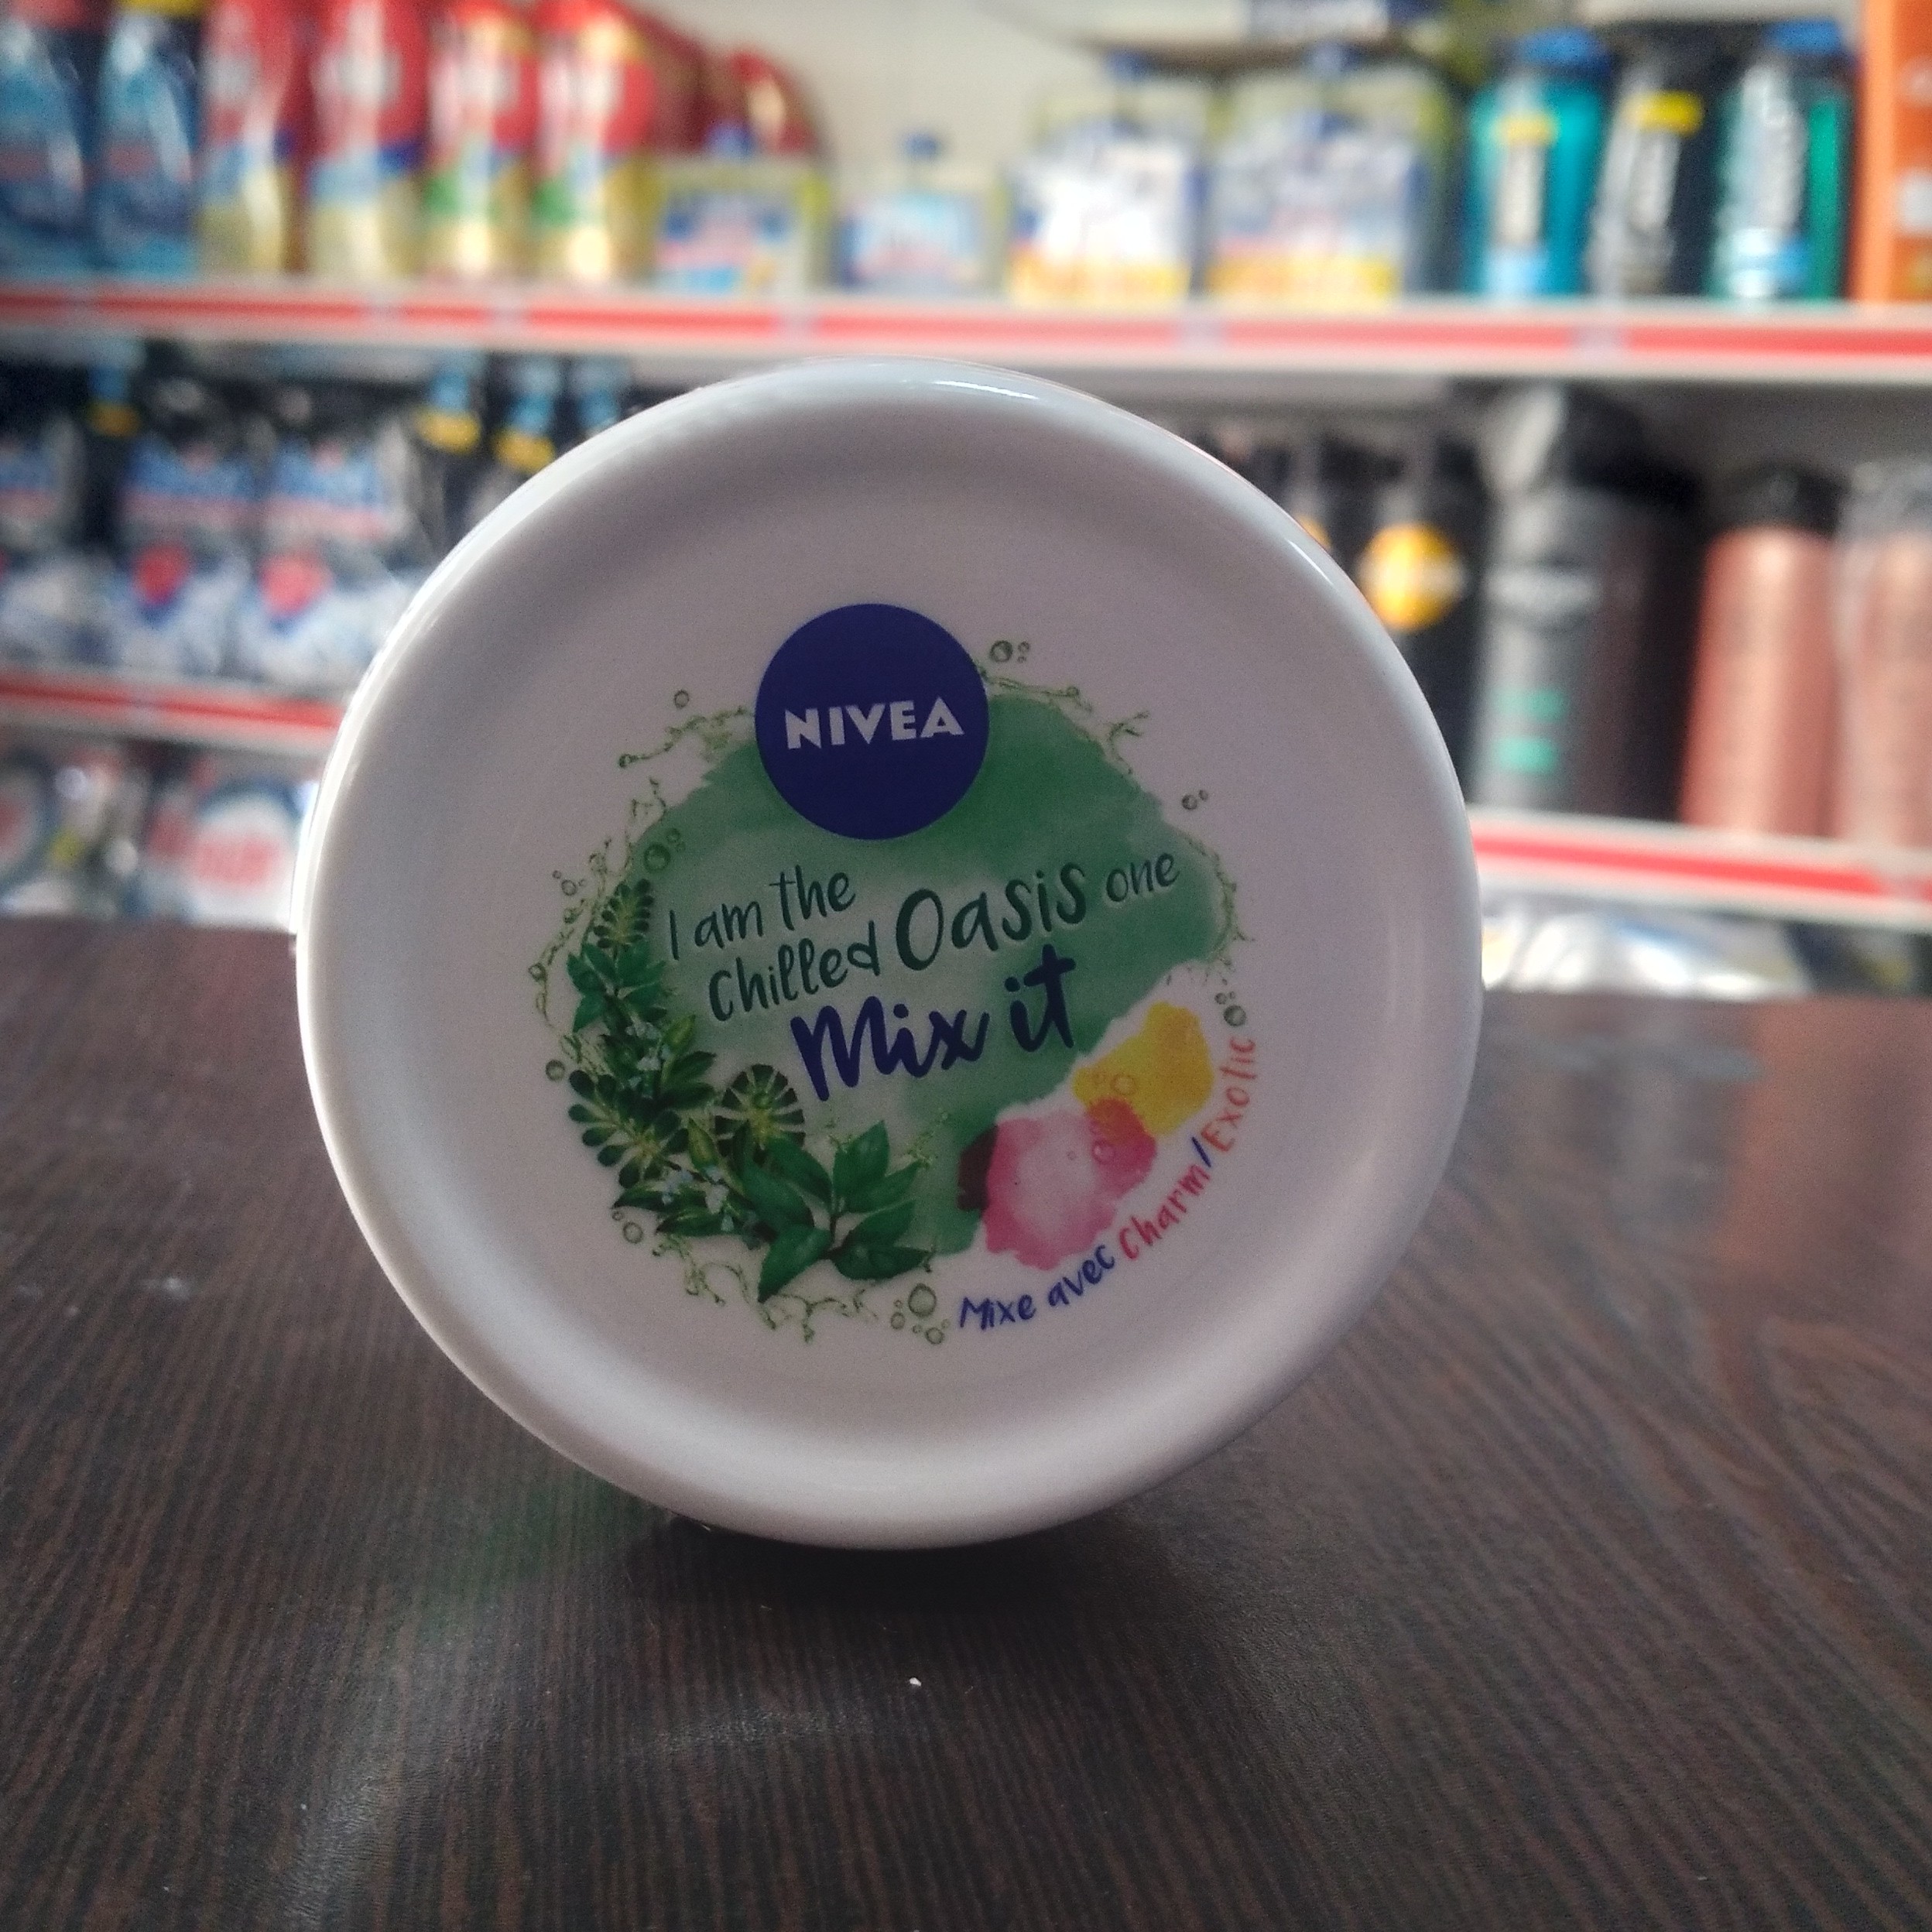 NIVEA
I am the
chilled Oasis one
Mix it
Mixe avec Charm/Exotic